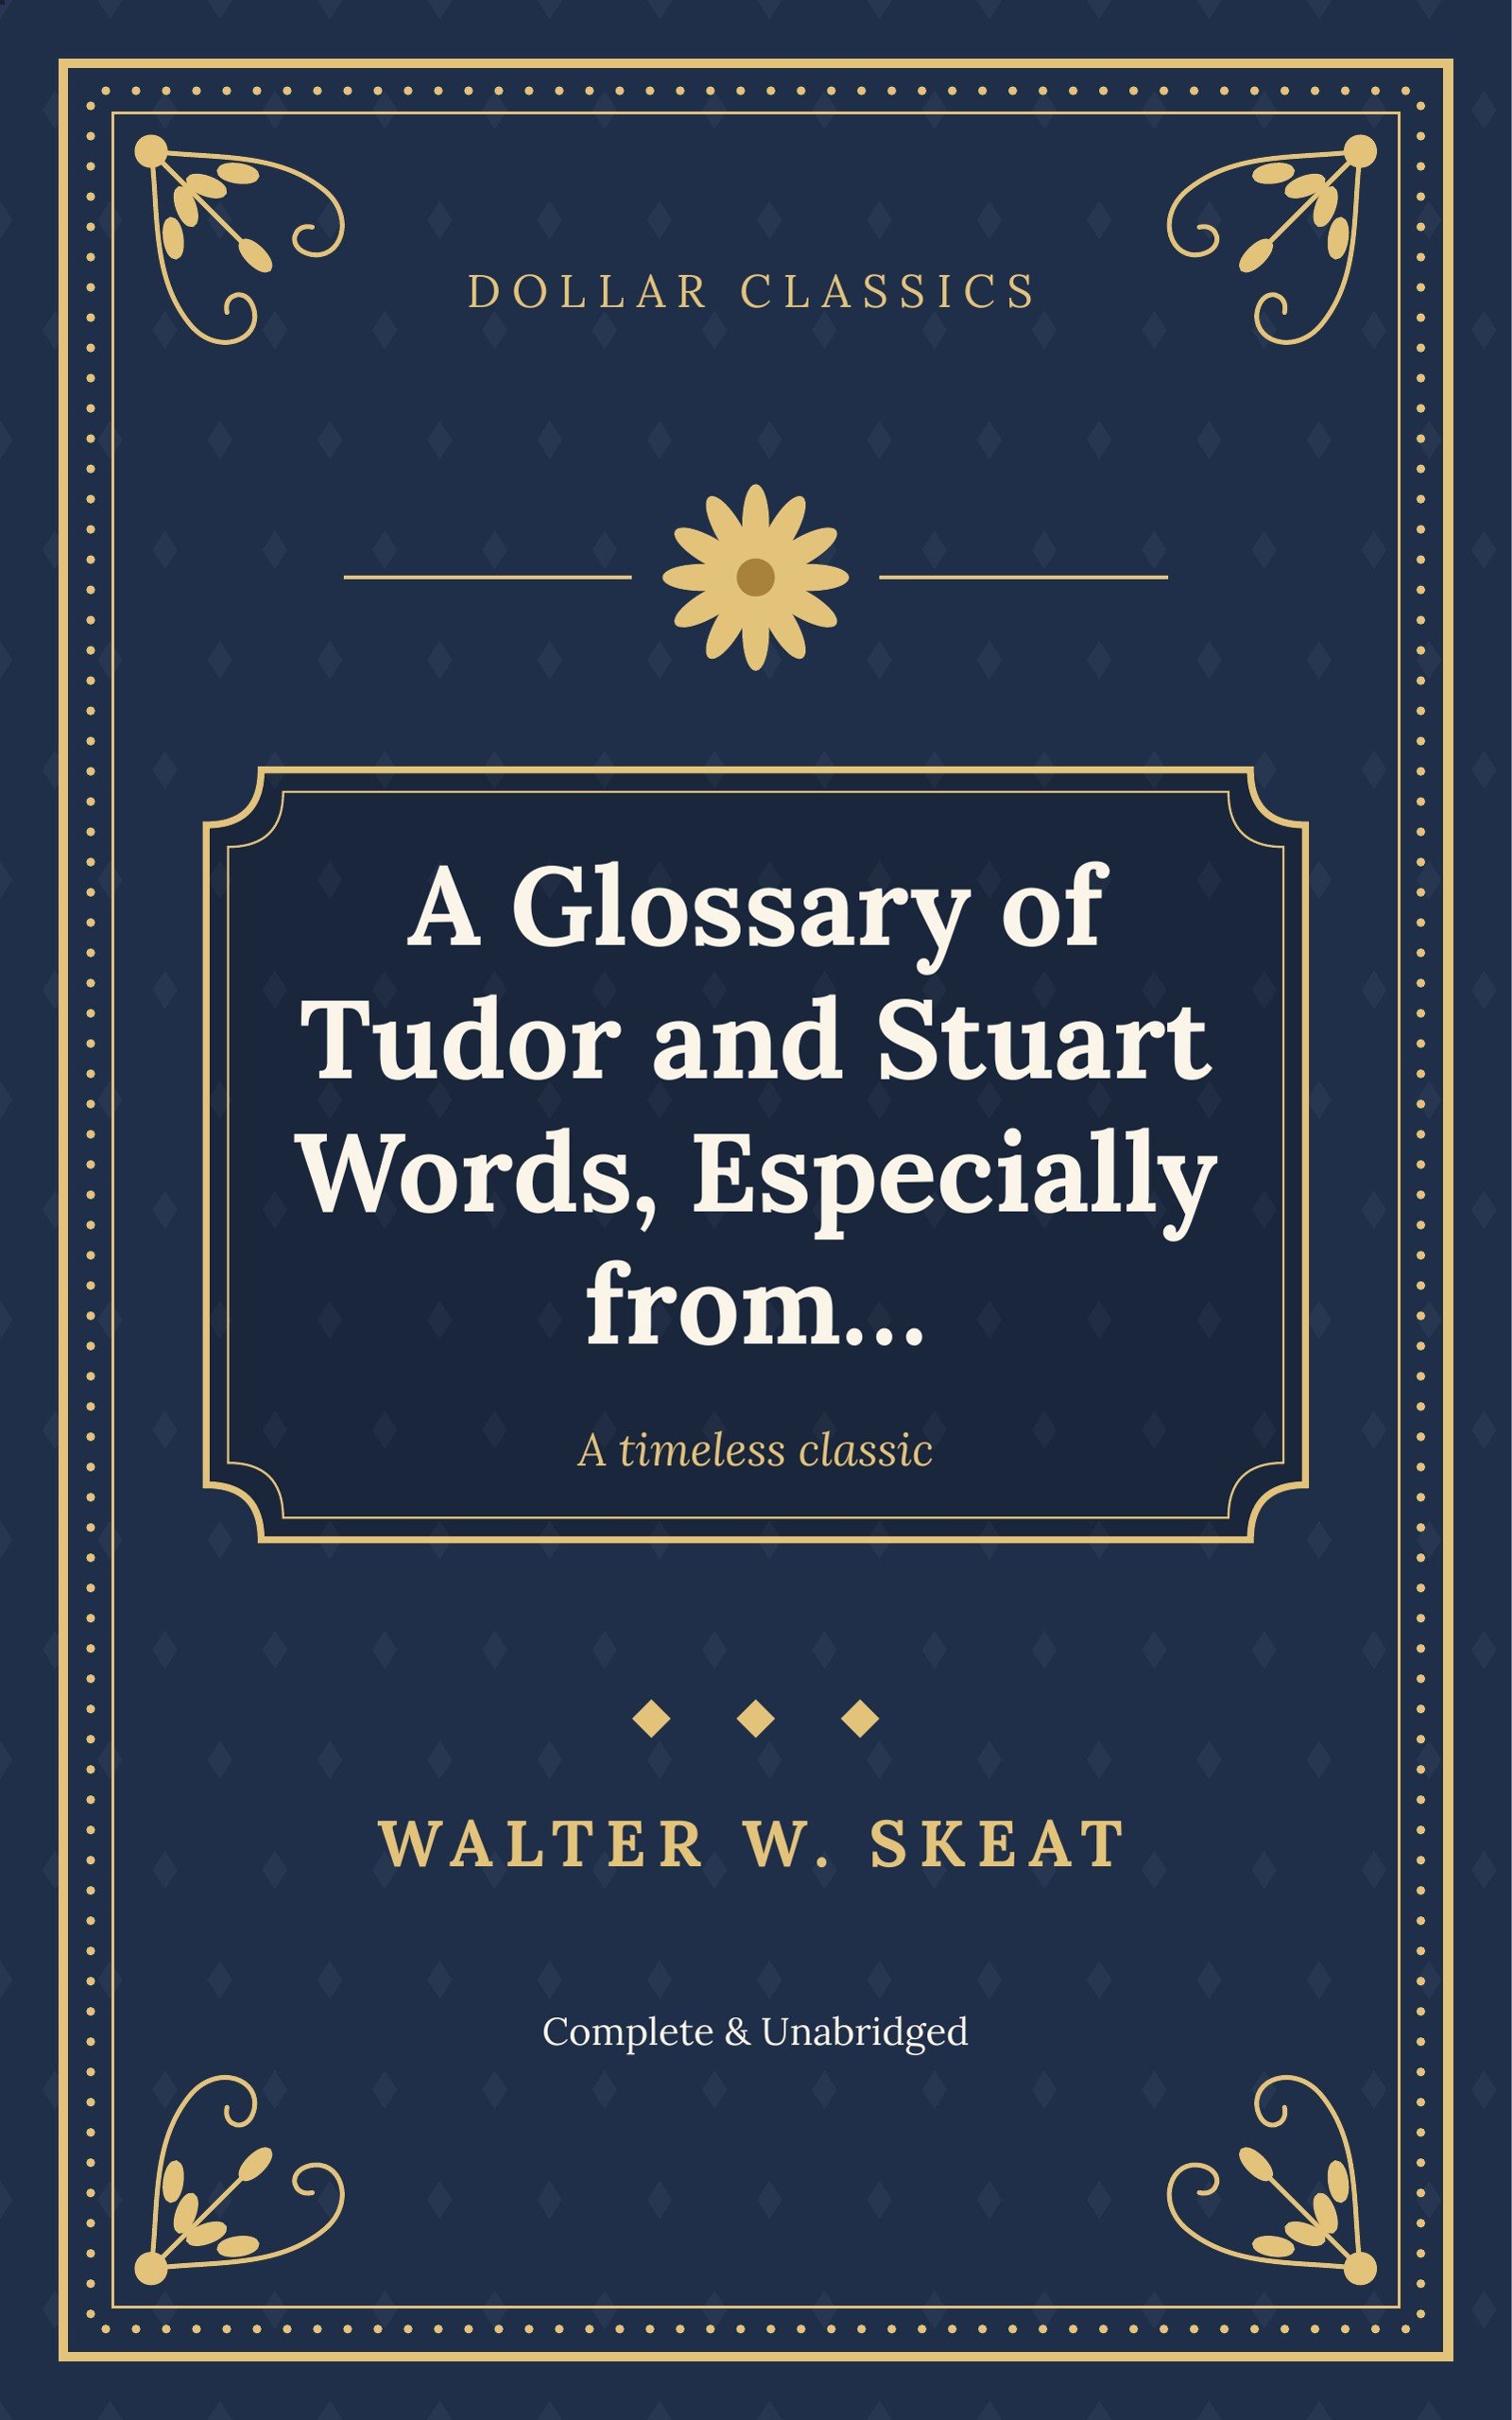 DOLLAR CLASSICS
A Glossary of
Tudor and Stuart
Words, Especially
from...
A timeless classic
WALTER W. SKEAT
Complete & Unabridged